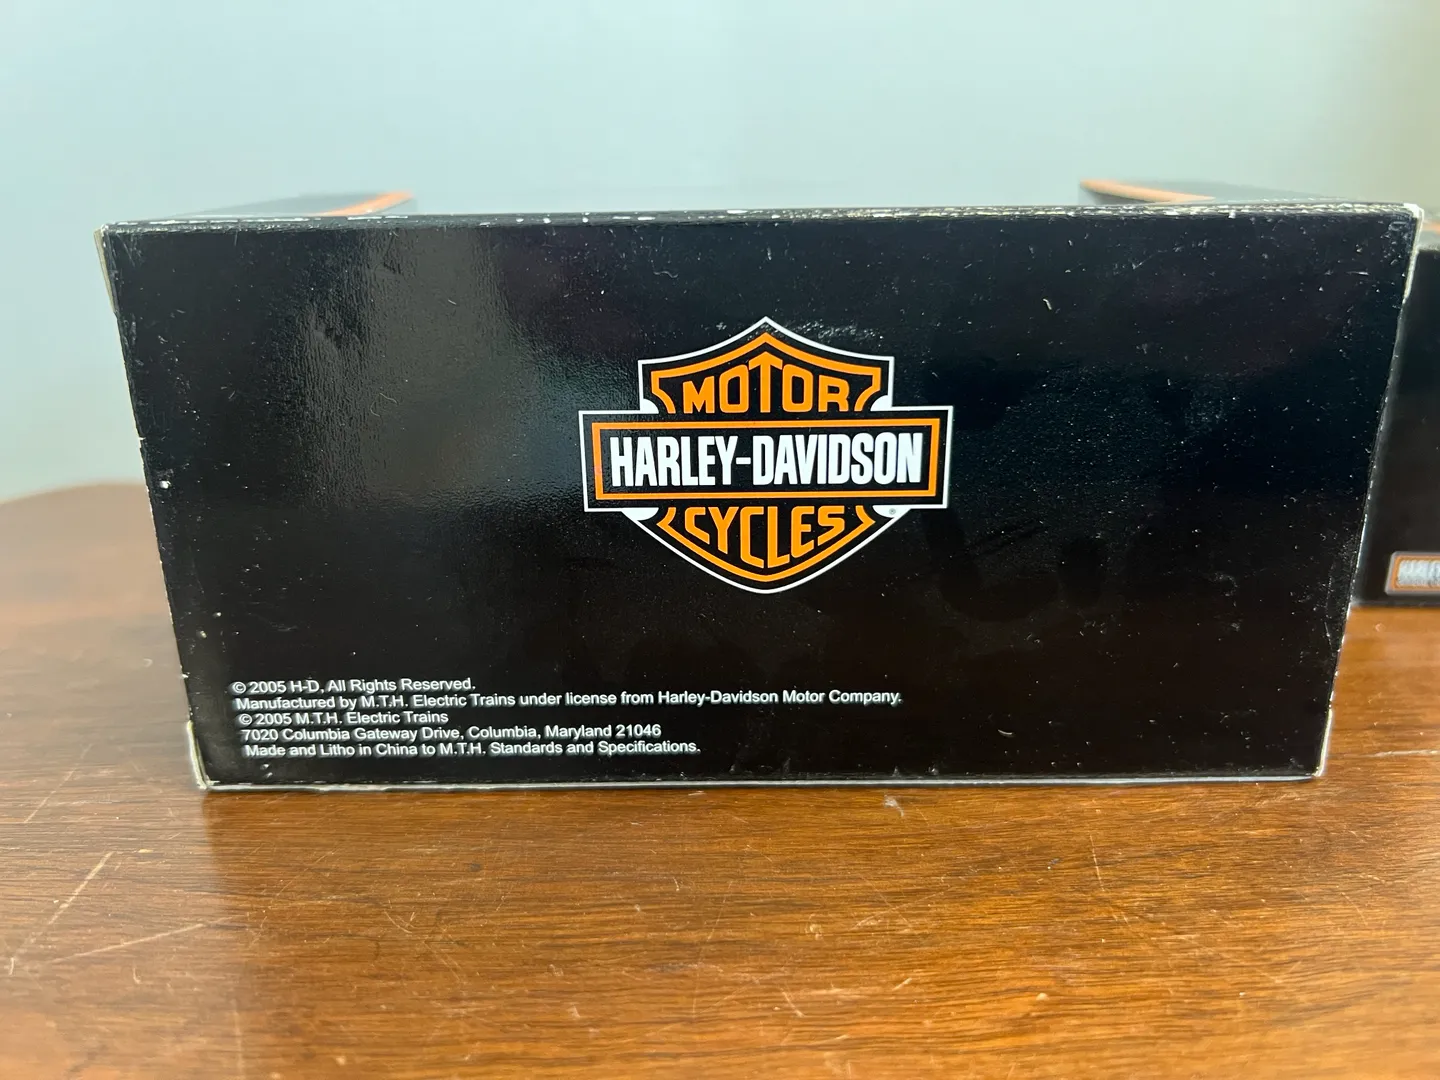 MOTOR
HARLEY-DAVIDSON
CYCLES
®
© 2005 H-D, All Rights Reserved.
Manufactured by M.T.H. Electric Trains under license from Harley-Davidson Motor Company.
© 2005 M.T.H. Electric Trains
7020 Columbia Gateway Drive, Columbia, Maryland 21046
Made and Litho in China to M.T.H. Standards and Specifications.